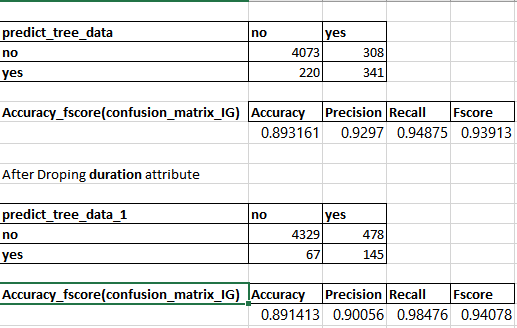 predict_tree_data no yes
no 4073 308
yes 220 341
Accuracy_fscore(confusion_matrix_IG) Accuracy Precision Recall Fscore
0.893161 0.9297 0.94875 0.93913
After Droping duration attribute
predict_tree_data_1 no yes
no 4329 478
yes 67 145
Accuracy_fscore(confusion_matrix_IG) Accuracy Precision Recall Fscore
0.891413 0.90056 0.98476 0.94078